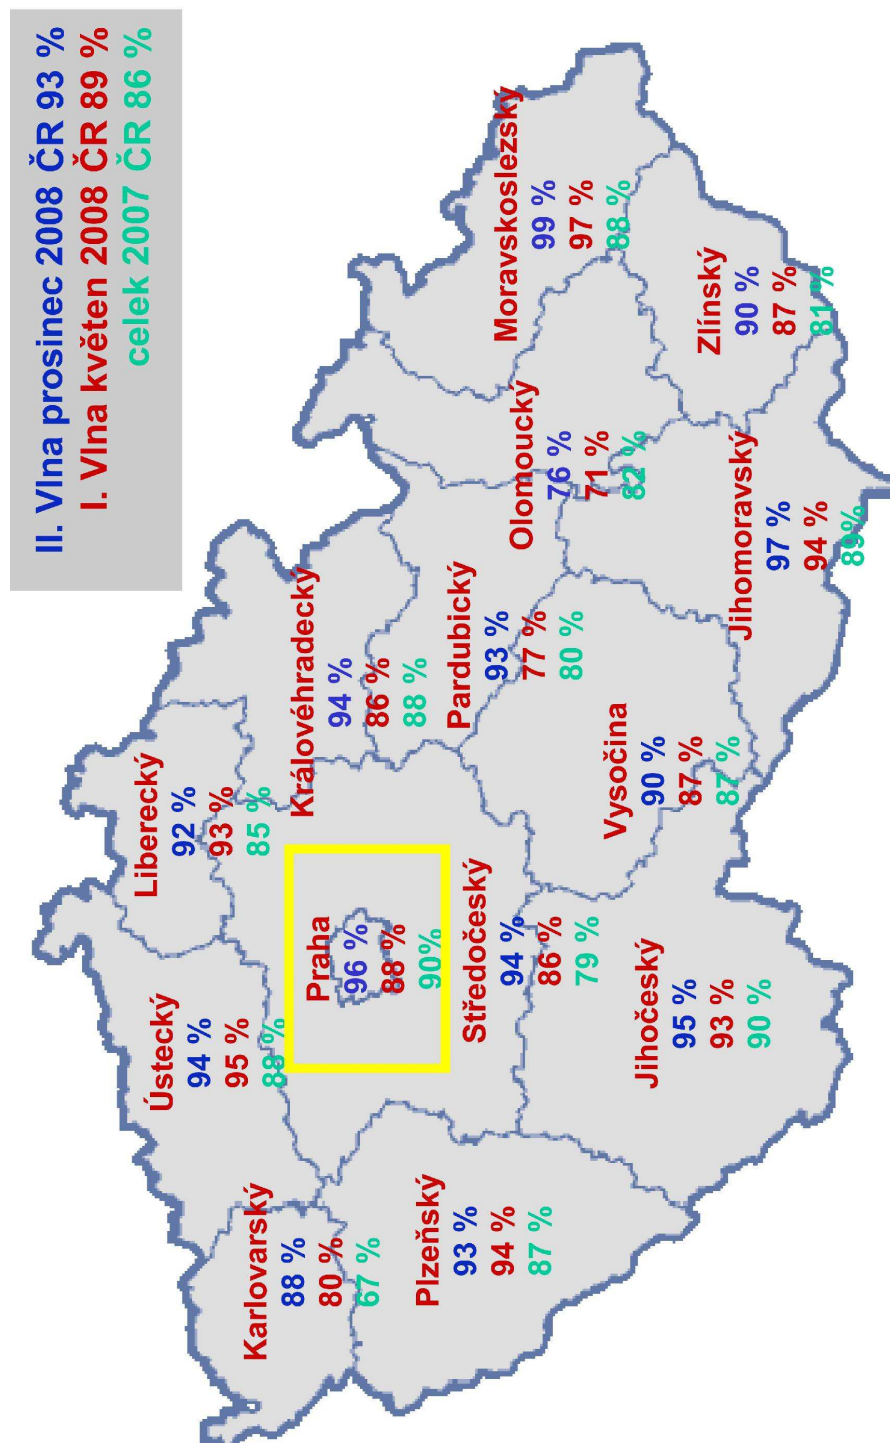 II. Vlna prosinec 2008 ČR 93 %
I. Vlna květen 2008 ČR 89 %
celek 2007 ČR 86 %
Liberecký
92 %
93 %
85 %
Ústecký
94 %
95 %
88 %
Karlovarský
88 %
80 %
67 %
Královéhradecký
94 %
86 %
88 %
Praha
96 %
88 %
90%
Plzeňský
93 %
94 %
87 %
Pardubický
93 %
77 %
80 %
Středočeský
94 %
86 %
79 %
Moravskoslezský
99 %
97 %
88 %
Olomoucký
76 %
71 %
82 %
Vysočina
90 %
87 %
87 %
Jihočeský
95 %
93 %
90 %
Zlínský
90 %
87 %
81 %
Jihomoravský
97 %
94 %
89%